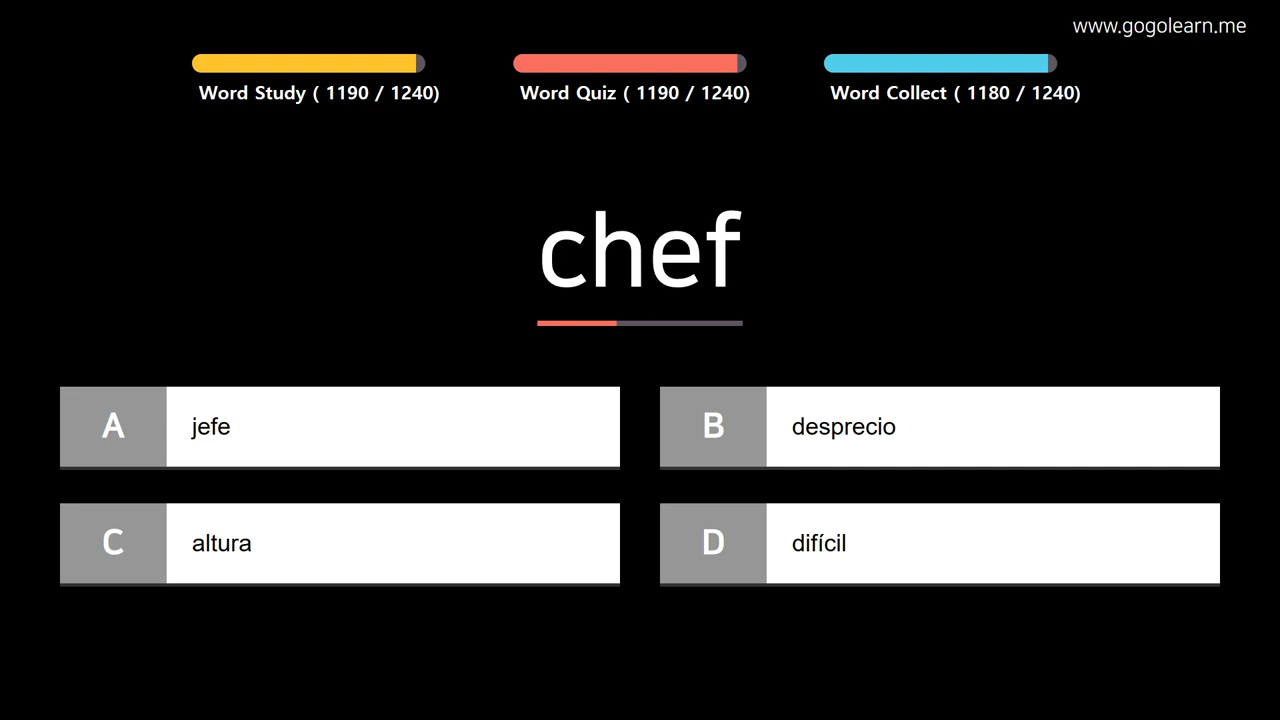 www.gogolearn.me
Word Study ( 1190 / 1240)
Word Quiz ( 1190 / 1240)
Word Collect ( 1180 / 1240)
chef
A jefe
B desprecio
C altura
D difícil